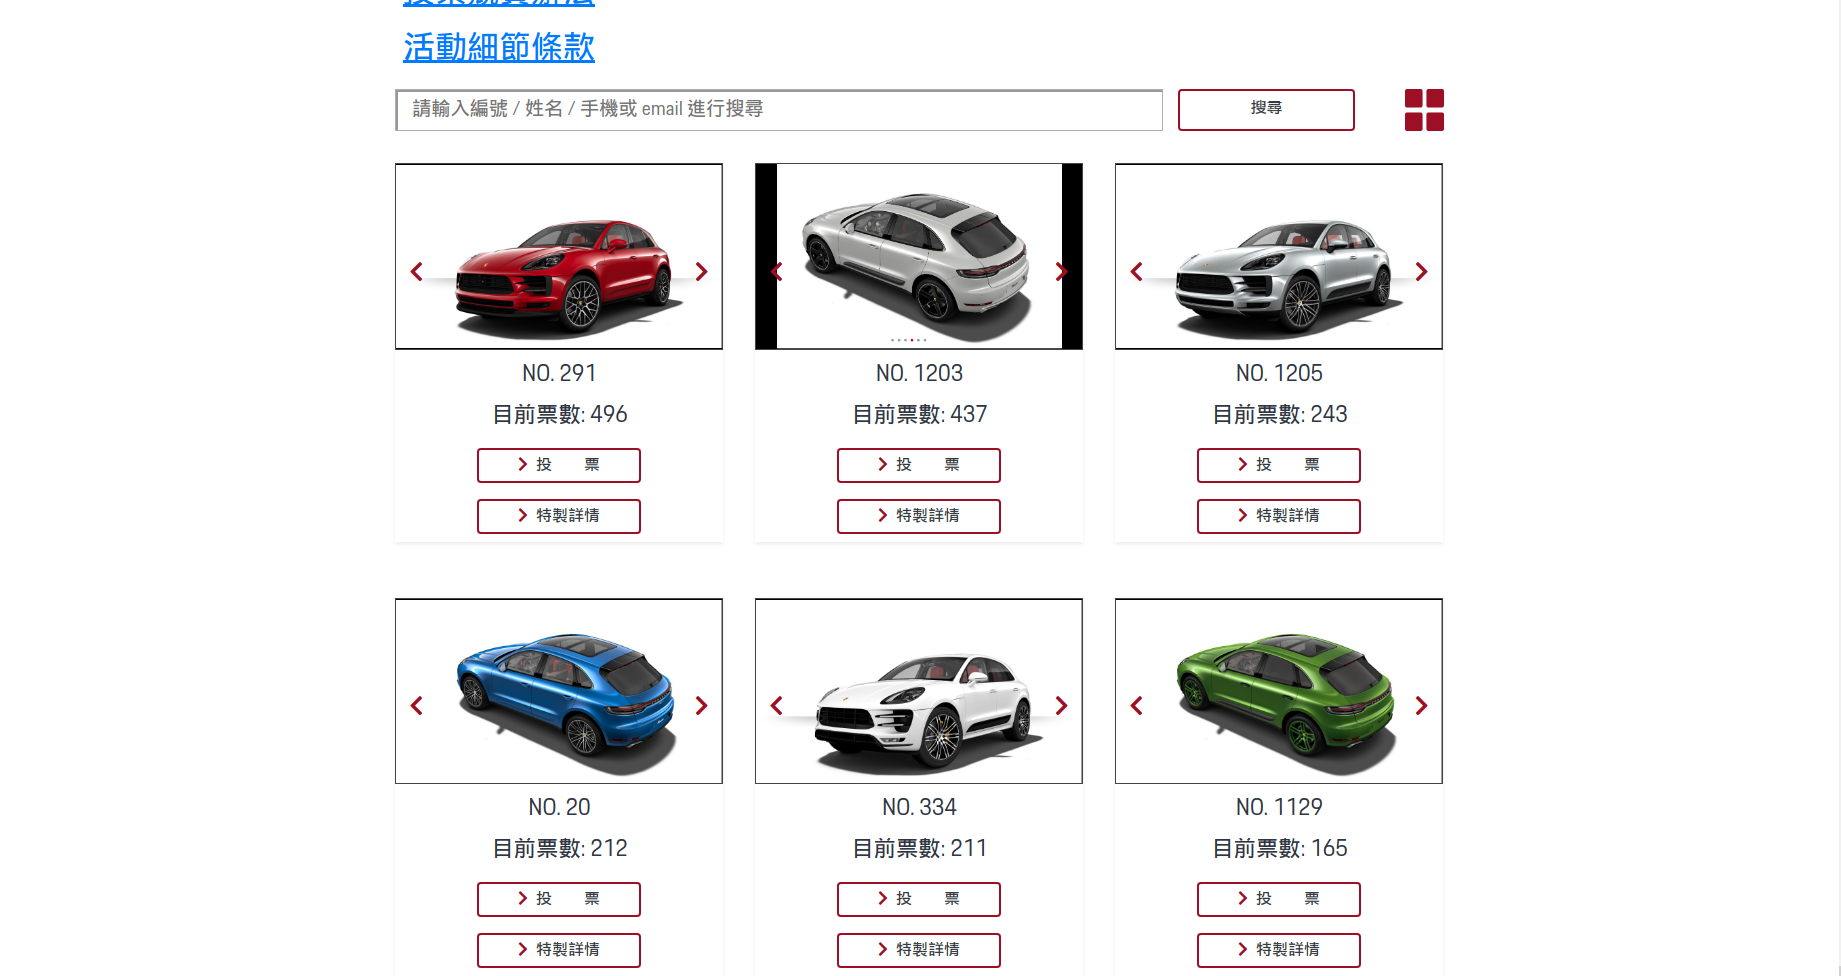 活動細節條款
請輸入編號 / 姓名 / 手機或 email 進行搜尋
搜尋
NO. 291
目前票數: 496
投 票
特製詳情
NO. 1203
目前票數: 437
投 票
特製詳情
NO. 1205
目前票數: 243
投 票
特製詳情
NO. 20
目前票數: 212
投 票
特製詳情
NO. 334
目前票數: 211
投 票
特製詳情
NO. 1129
目前票數: 165
投 票
特製詳情